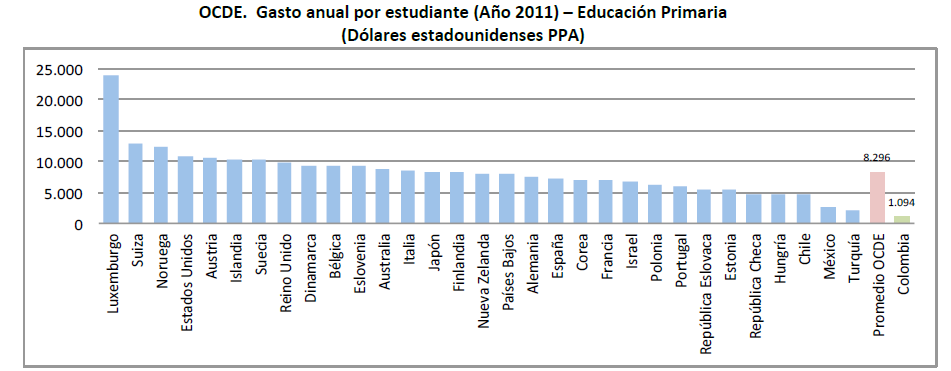 OCDE. Gasto anual por estudiante (Año 2011) – Educación Primaria
(Dólares estadounidenses PPA)
25.000
20.000
15.000
10.000
5.000
0
8.296
1.094
Luxemburgo
Suiza
Noruega
Estados Unidos
Austria
Islandia
Suecia
Reino Unido
Dinamarca
Bélgica
Eslovenia
Australia
Italia
Japón
Finlandia
Nueva Zelanda
Países Bajos
Alemania
España
Corea
Francia
Israel
Polonia
Portugal
República Eslovaca
Estonia
República Checa
Hungría
Chile
México
Turquía
Promedio OCDE
Colombia